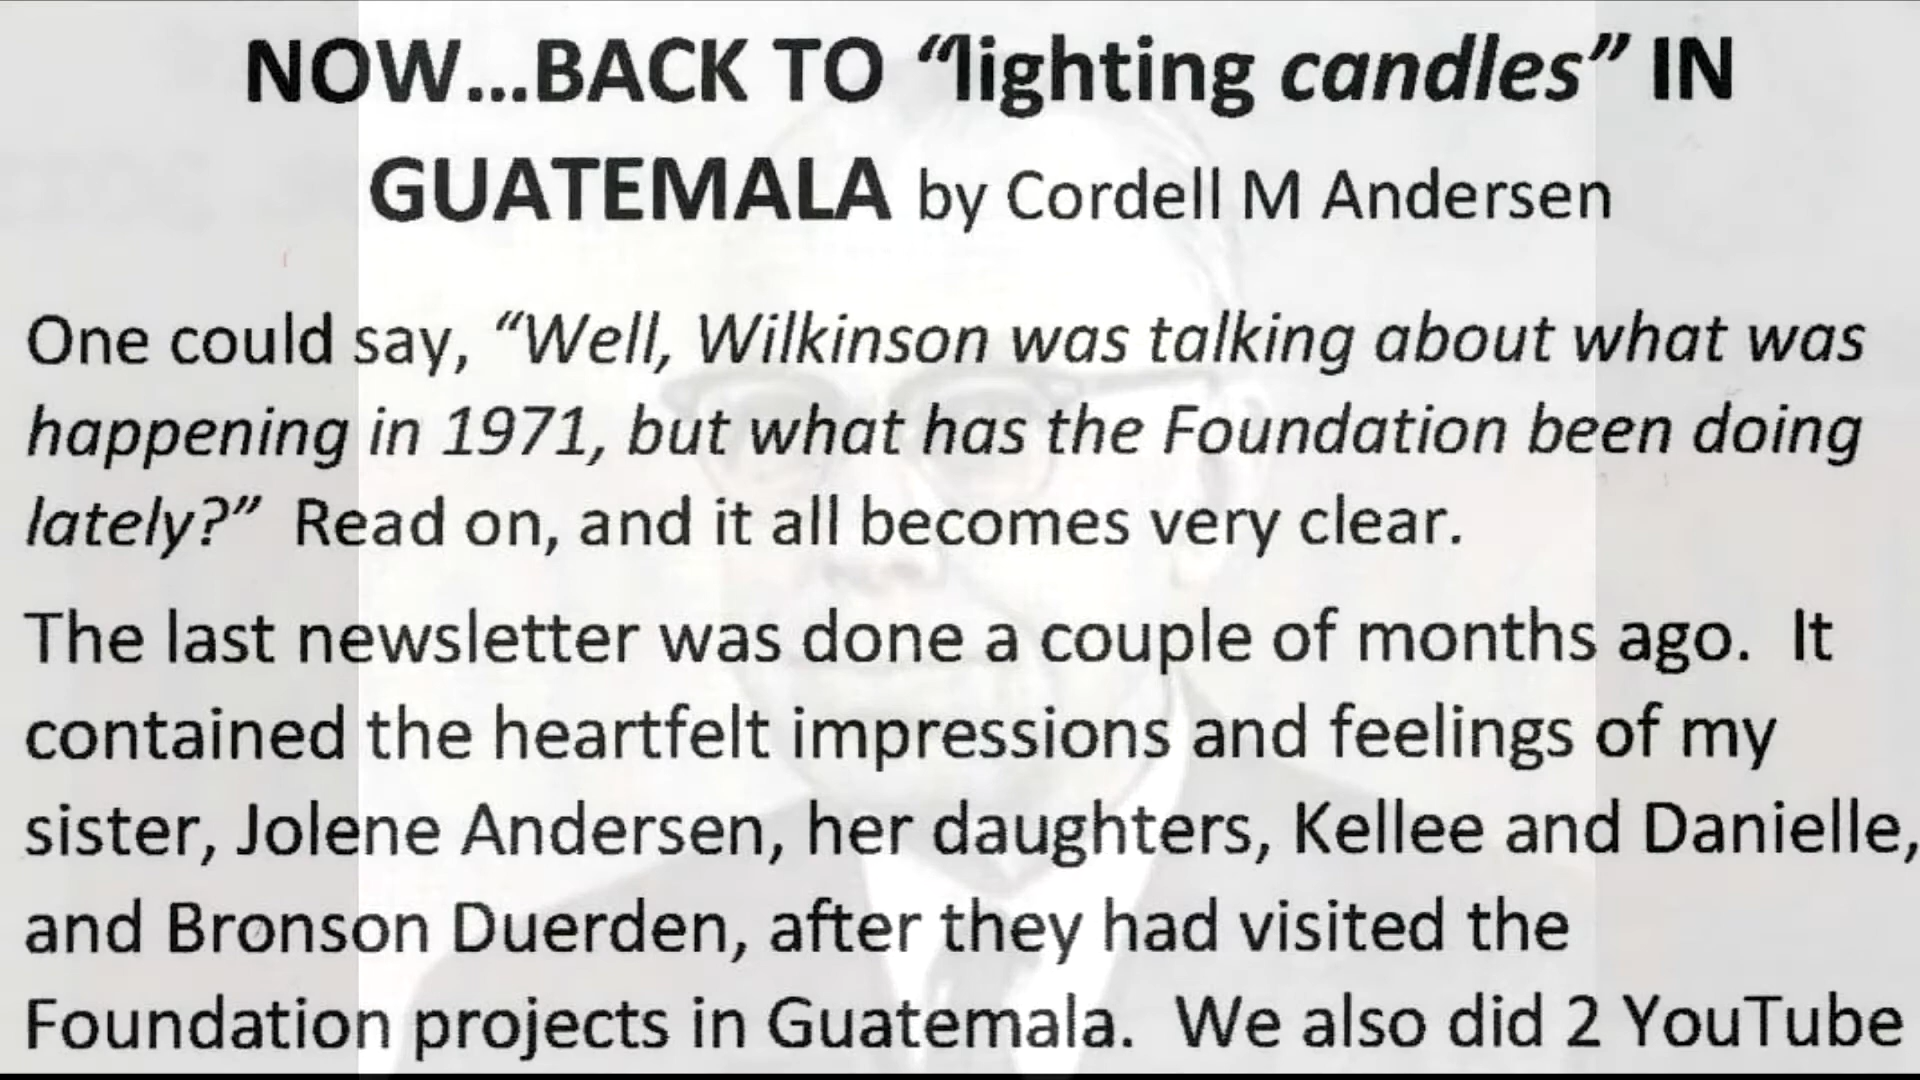 NOW...BACK TO “lighting candles” IN
GUATEMALA by Cordell M Andersen
One could say, “Well, Wilkinson was talking about what was
happening in 1971, but what has the Foundation been doing
lately?” Read on, and it all becomes very clear.
The last newsletter was done a couple of months ago. It
contained the heartfelt impressions and feelings of my
sister, Jolene Andersen, her daughters, Kellee and Danielle,
and Bronson Duerden, after they had visited the
Foundation projects in Guatemala. We also did 2 YouTube